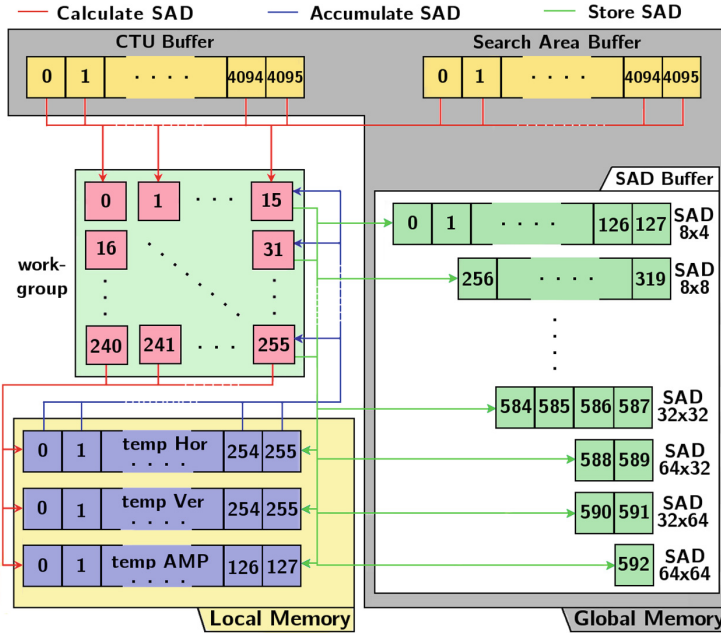 Calculate SAD Accumulate SAD Store SAD
CTU Buffer Search Area Buffer
0 1 . . . . 4094 4095 0 1 . . . . 4094 4095
SAD Buffer
0 1 . . . 15
0 1 . . . . 126 127 SAD
8x4
16 31
work-
group
256 . . . . 319 SAD
8x8
240 241 . . . 255
584 585 586 587 SAD
32x32
temp Hor
0 1 . . . . 254 255
588 589 SAD
64x32
temp Ver
0 1 . . . . 254 255
590 591 SAD
32x64
temp AMP
0 1 . . . . 126 127
592 SAD
64x64
Local Memory Global Memory